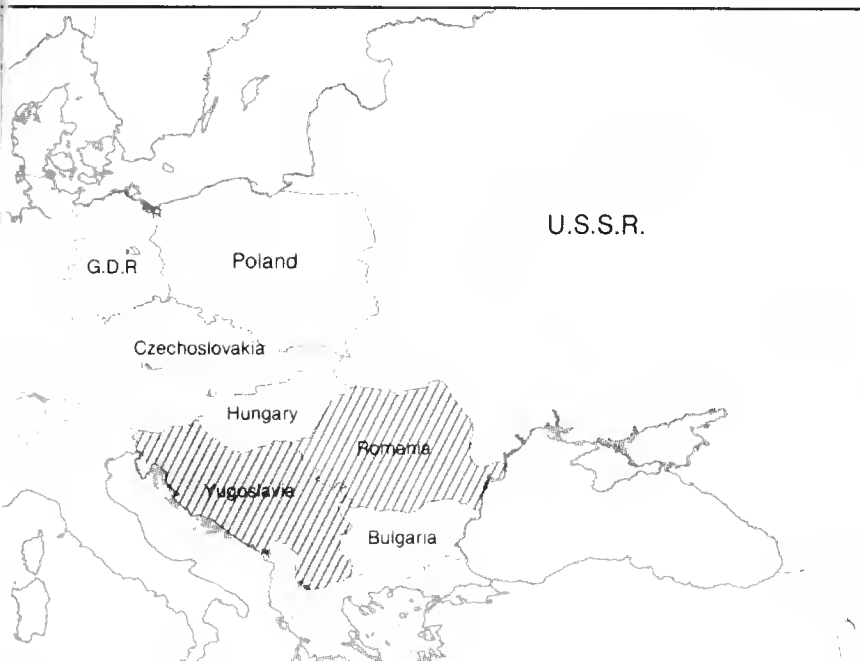 U.S.S.R.
G.D.R
Poland
Czechoslovakia
Hungary
Romania
Yugoslavia
Bulgaria